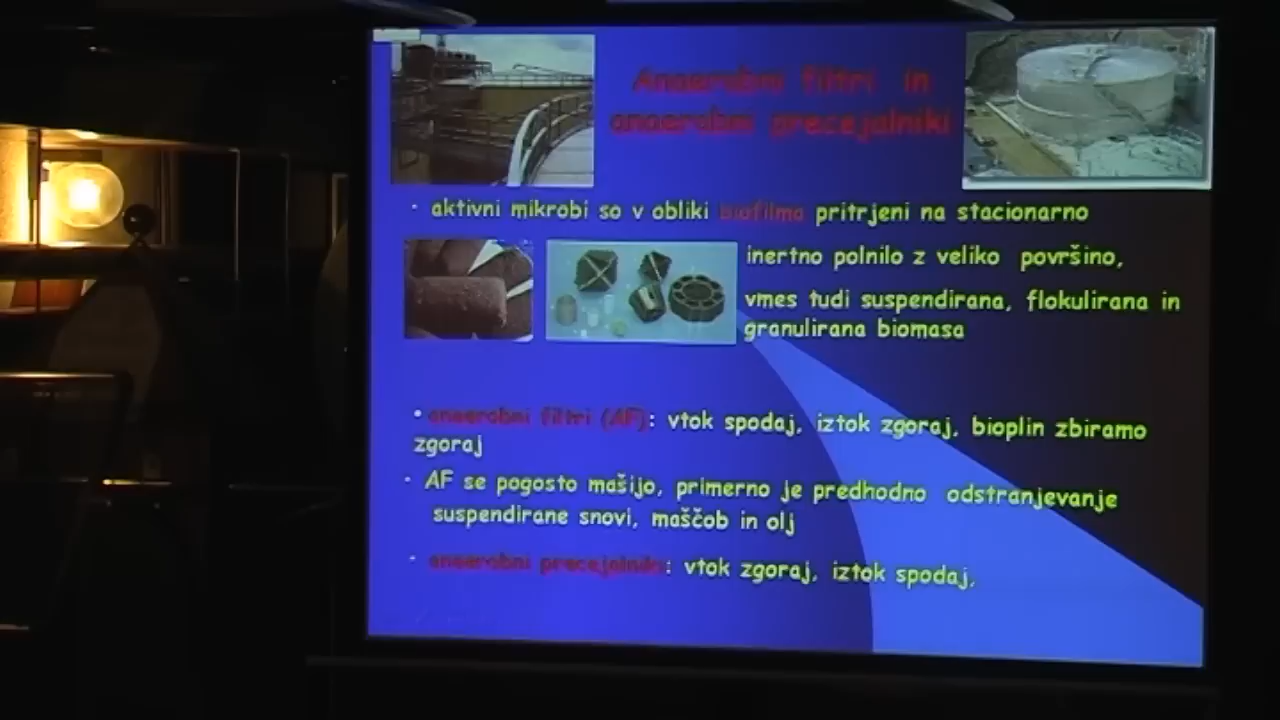 Anaerobni filtri in
anaerobni precejalniki
· aktivni mikrobi so v obliki biofilma pritrjeni na stacionarno
inertno polnilo z veliko površino,
vmes tudi suspendirana, flokulirana in
granulirana biomasa
• anaerobni filtri (AF): vtok spodaj, iztok zgoraj, bioplin zbiramo
zgoraj
· AF se pogosto mašijo, primerno je predhodno odstranjevanje
suspendirane snovi, maščob in olj
· anaerobni precejalniki: vtok zgoraj, iztok spodaj,